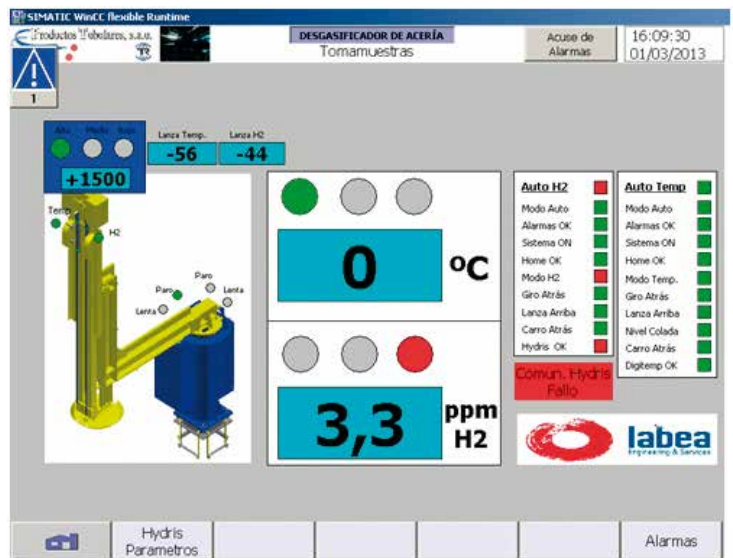 SIMATIC WinCC flexible Runtime
Productos Tubulares, s.a.u.
DESGASIFICADOR DE ACERÍA
Tomamuestras
Acuse de
Alarmas
16:09:30
01/03/2013
1
Alto Medio Bajo
+1500
Lanza Temp. Lanza H2
-56 -44
Temp
H2
Paro
Paro
Lenta
Lenta
0 ºC
3,3 ppm
H2
Auto H2
Modo Auto
Alarmas OK
Sistema ON
Home OK
Modo H2
Giro Atrás
Lanza Arriba
Carro Atrás
Hydris OK
Auto Temp
Modo Auto
Alarmas OK
Sistema ON
Home OK
Modo Temp.
Giro Atrás
Lanza Arriba
Nivel Colada
Carro Atrás
Digitemp OK
Comun. Hydris
Fallo
labea
Engineering & Services
Hydris
Parametros
Alarmas